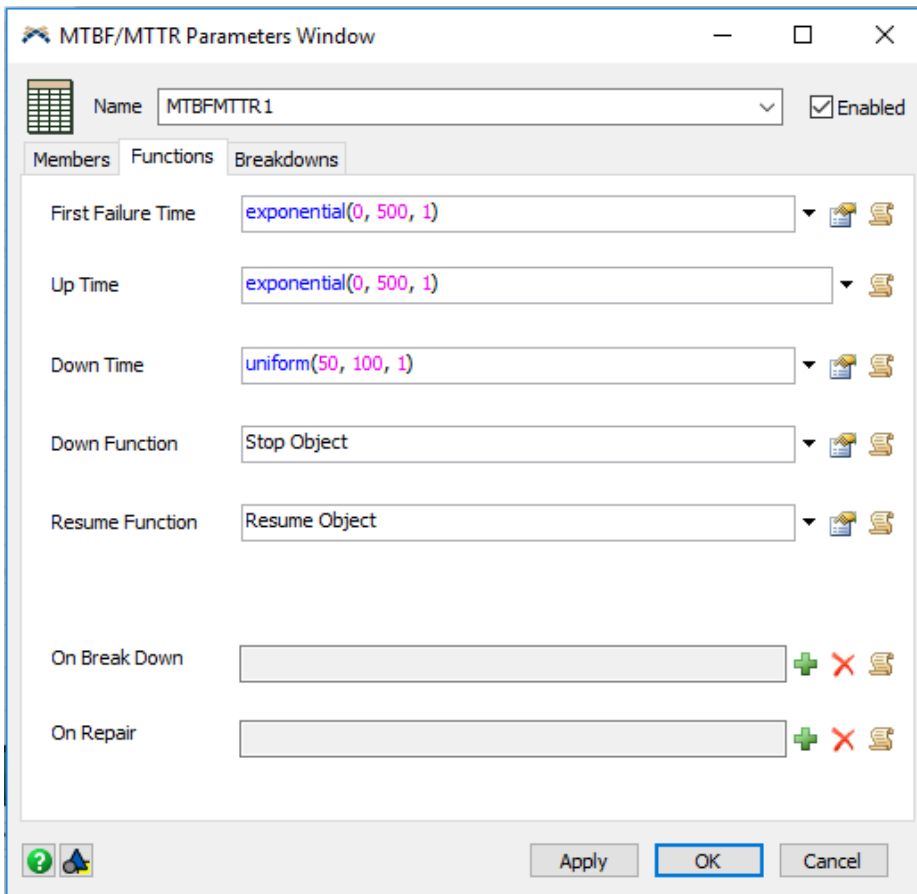 MTBF/MTTR Parameters Window
Name MTBFMTTR1 Enabled
Members Functions Breakdowns
First Failure Time exponential(0, 500, 1)
Up Time exponential(0, 500, 1)
Down Time uniform(50, 100, 1)
Down Function Stop Object
Resume Function Resume Object
On Break Down
On Repair
Apply OK Cancel